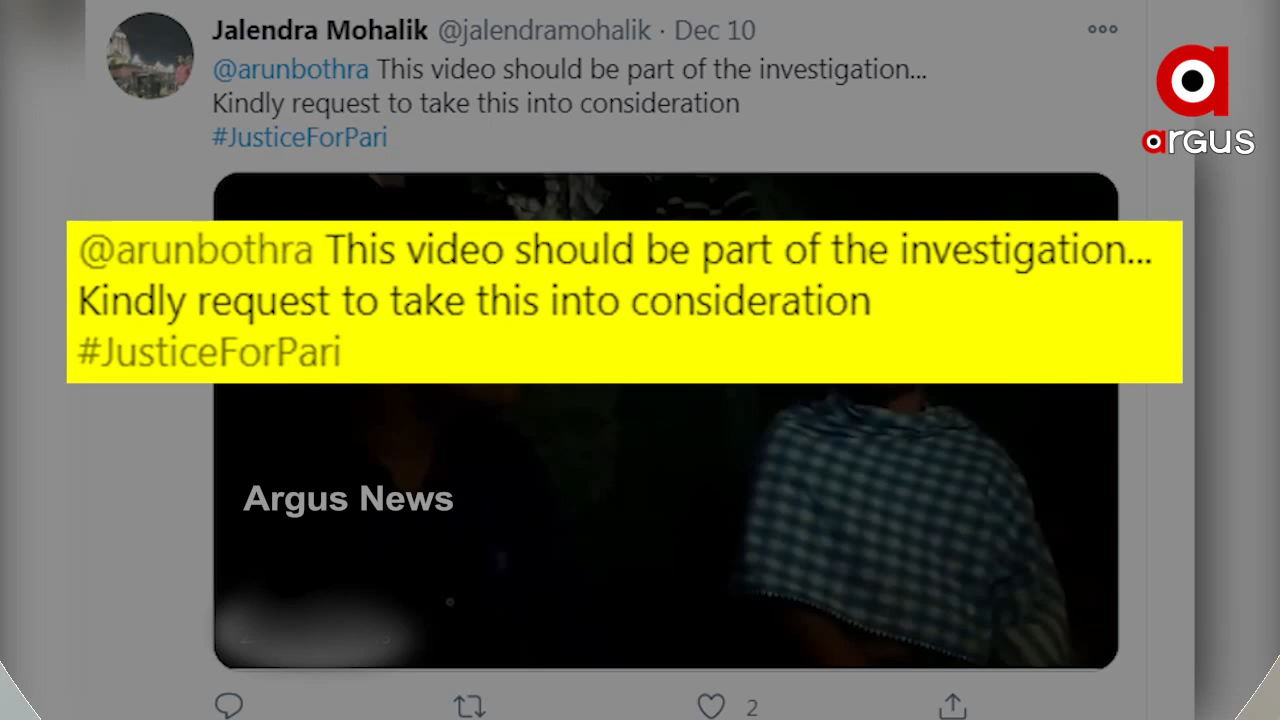 Jalendra Mohalik @jalendramohalik · Dec 10
@arunbothra This video should be part of the investigation...
Kindly request to take this into consideration
#JusticeForPari
argus
@arunbothra This video should be part of the investigation...
Kindly request to take this into consideration
#JusticeForPari
Argus News
2